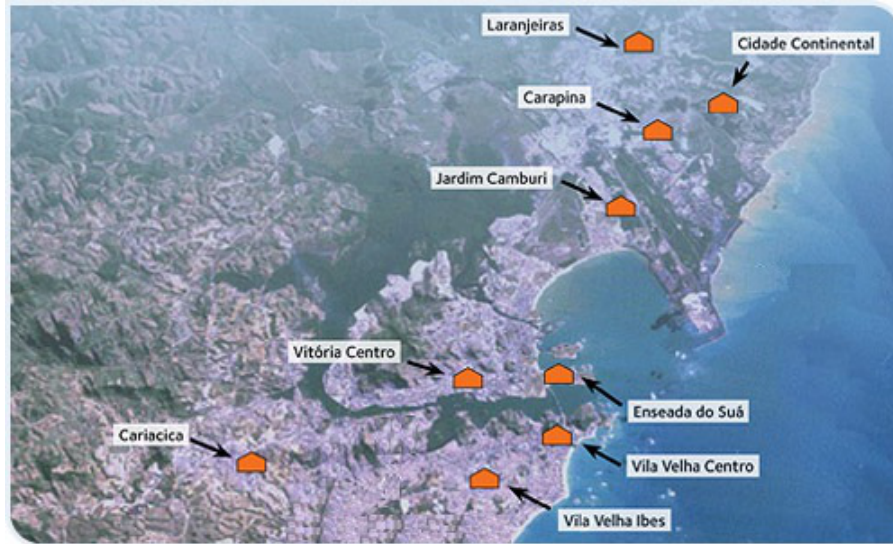 Laranjeiras
Cidade Continental
Carapina
Jardim Camburi
Vitória Centro
Enseada do Suá
Cariacica
Vila Velha Centro
Vila Velha Ibes